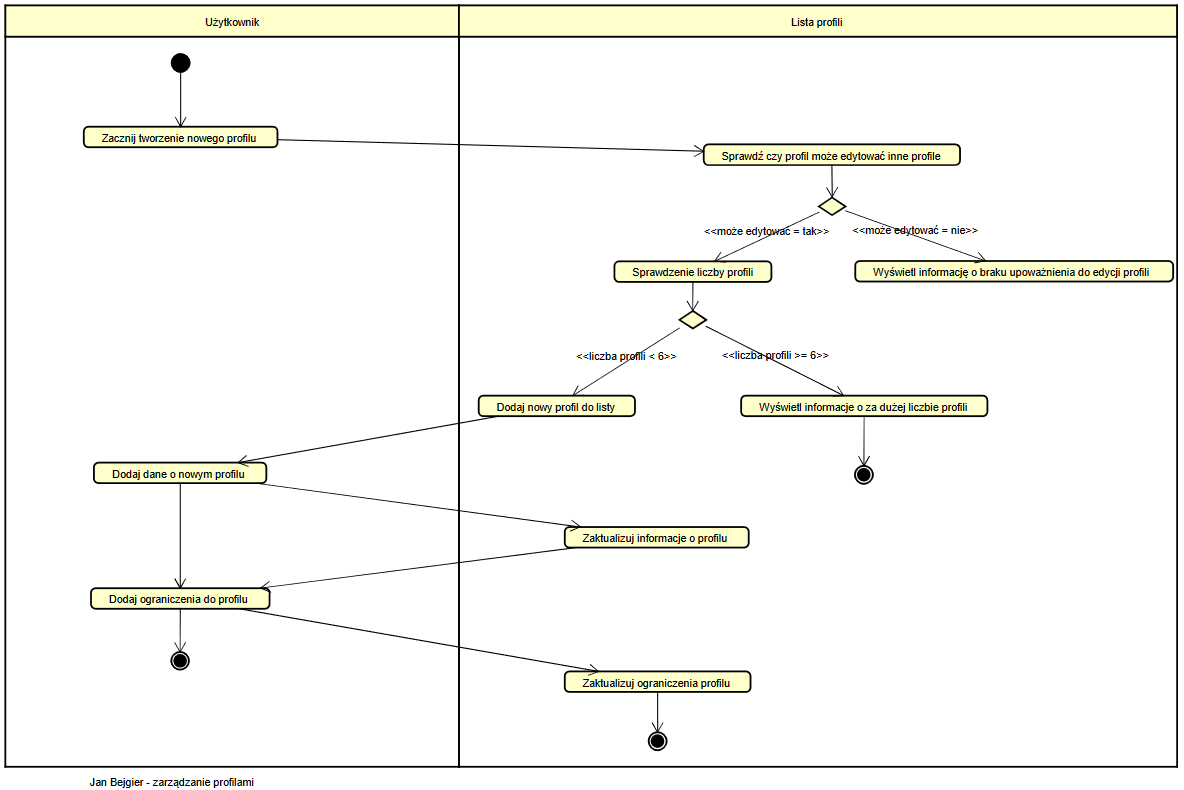 Użytkownik
Lista profili
Zacznij tworzenie nowego profilu
Sprawdź czy profil może edytować inne profile
<<może edytować = tak>>
<<może edytować = nie>>
Sprawdzenie liczby profili
Wyświetl informację o braku upoważnienia do edycji profili
<<liczba profili < 6>>
<<liczba profili >= 6>>
Dodaj nowy profil do listy
Wyświetl informacje o za dużej liczbie profili
Dodaj dane o nowym profilu
Zaktualizuj informacje o profilu
Dodaj ograniczenia do profilu
Zaktualizuj ograniczenia profilu
Jan Bejgier - zarządzanie profilami